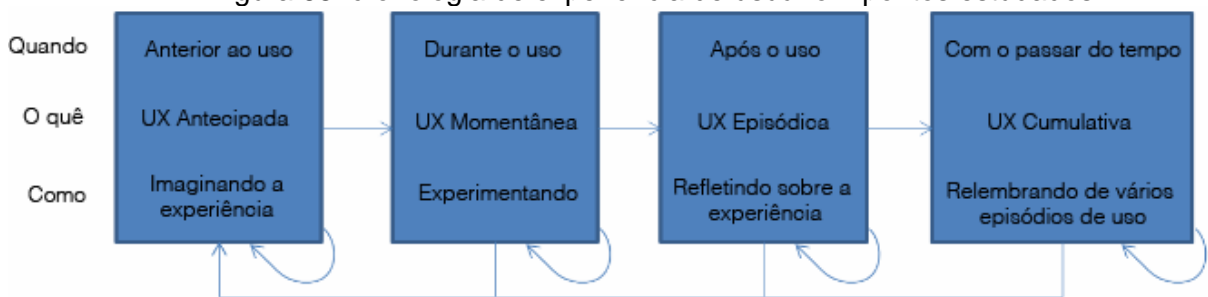 Quando Anterior ao uso Durante o uso Após o uso Com o passar do tempo
O quê UX Antecipada UX Momentânea UX Episódica UX Cumulativa
Como Imaginando a experiência Experimentando Refletindo sobre a experiência Relembrando de vários episódios de uso